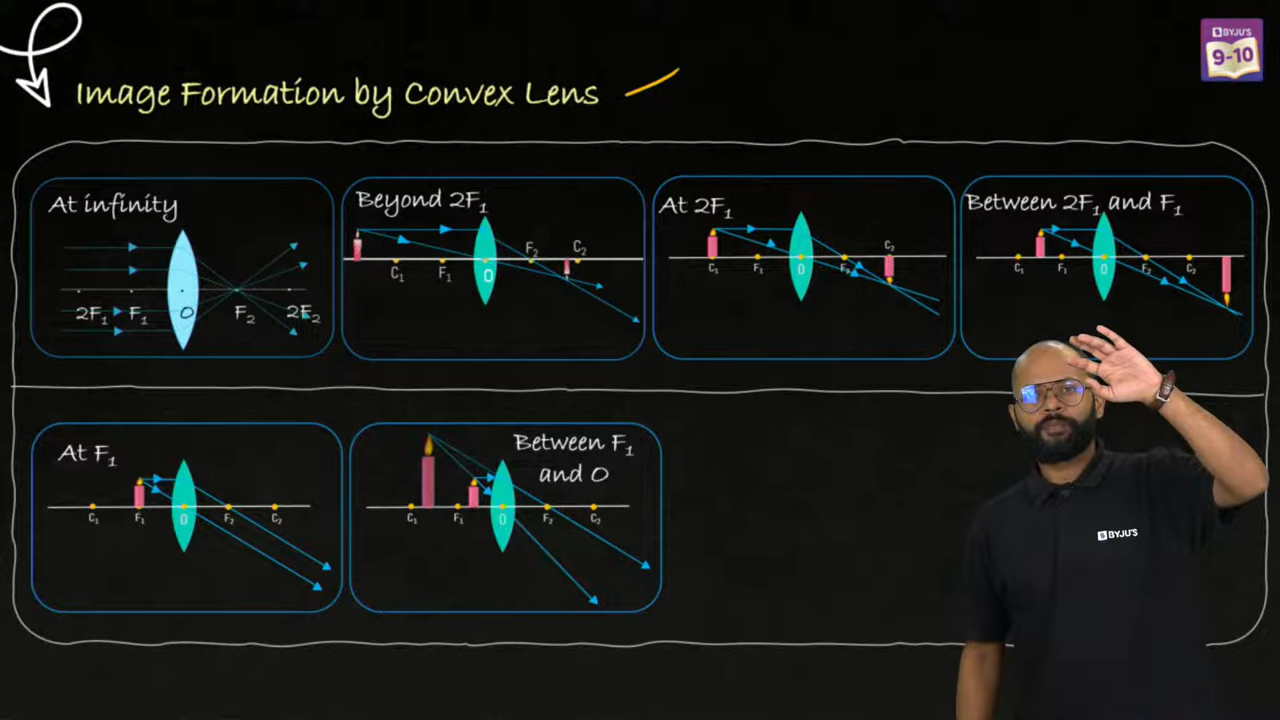 BYJU'S
9-10
Image Formation by Convex Lens
At infinity
2F₁ F₁ O F₂ 2F₂
Beyond 2F₁
C₁ F₁ O F₂ C₂
At 2F₁
C₁ F₁ O F₂ C₂
Between 2F₁ and F₁
C₁ F₁ O F₂ C₂
At F₁
C₁ F₁ O F₂ C₂
Between F₁
and O
C₁ F₁ O F₂ C₂
BYJU'S